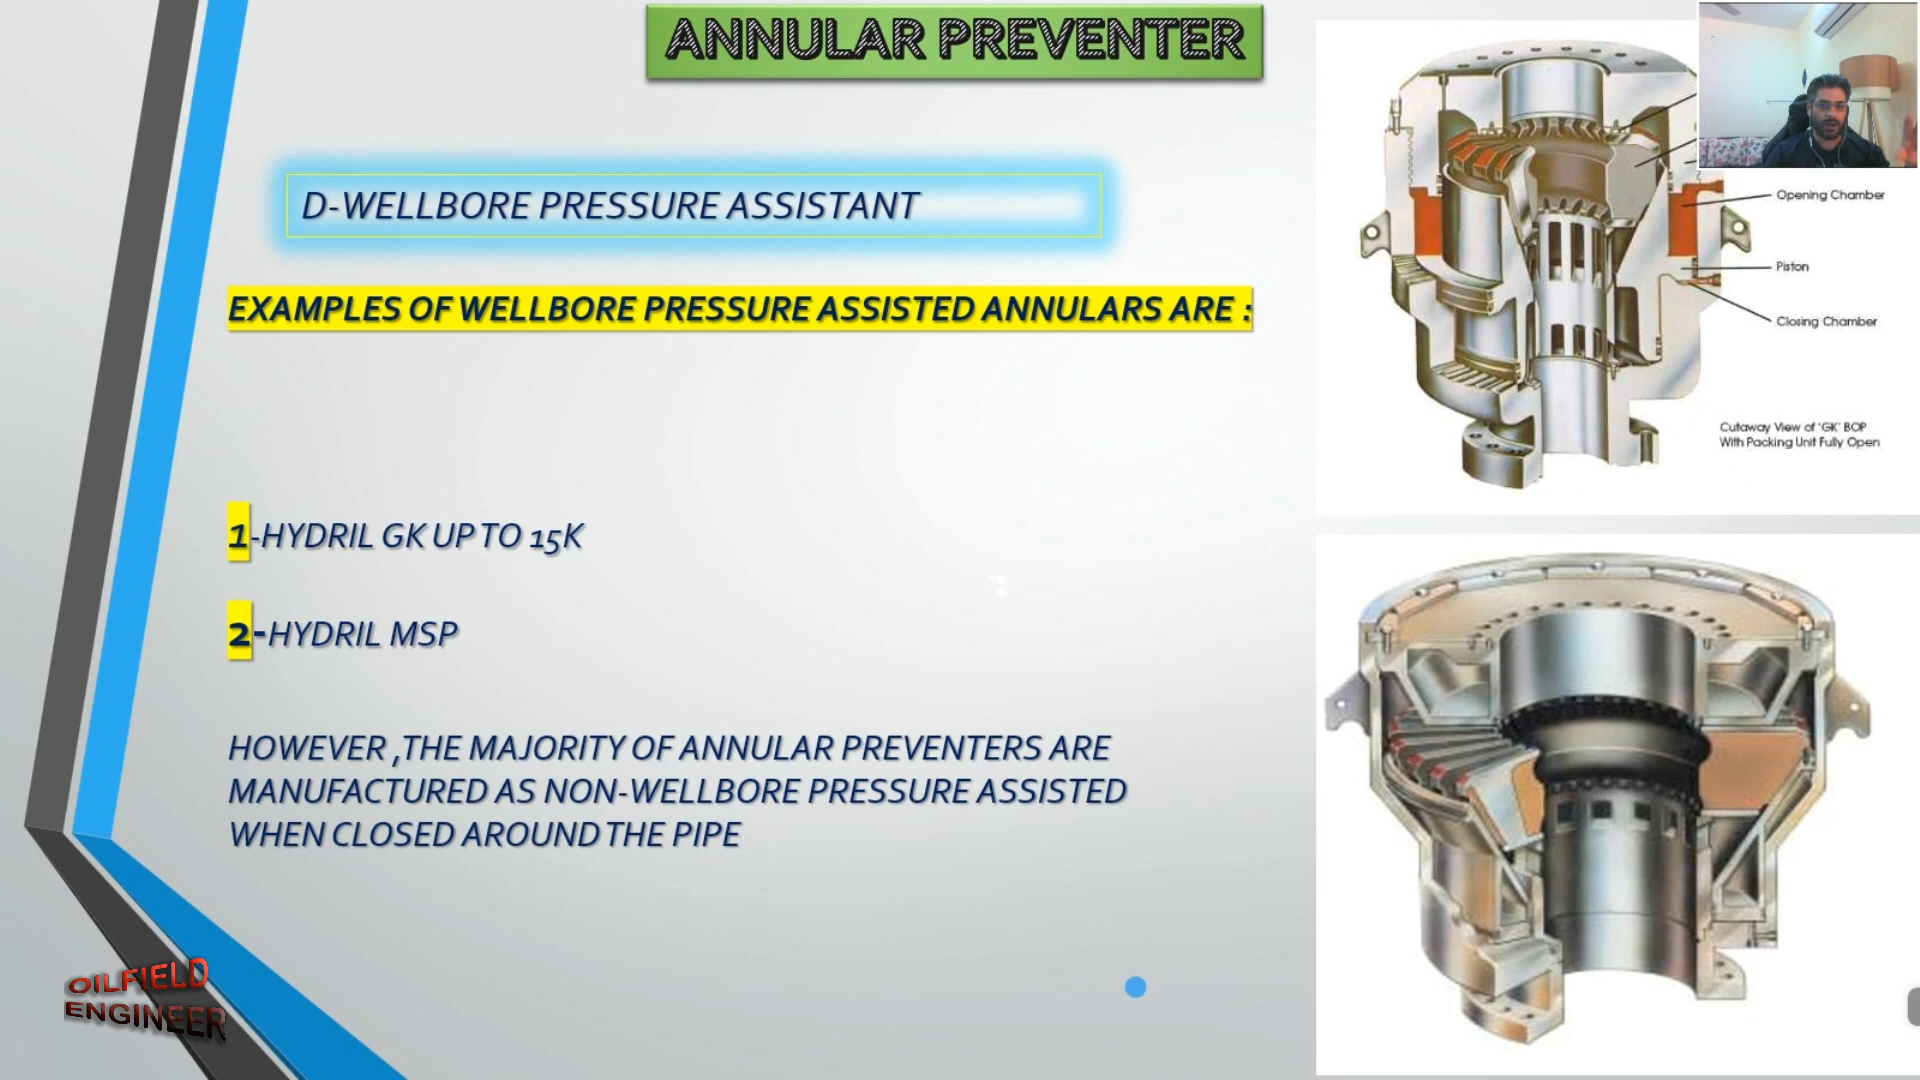 ANNULAR PREVENTER
D-WELLBORE PRESSURE ASSISTANT
EXAMPLES OF WELLBORE PRESSURE ASSISTED ANNULARS ARE :
1-HYDRIL GK UP TO 15K
2-HYDRIL MSP
HOWEVER ,THE MAJORITY OF ANNULAR PREVENTERS ARE
MANUFACTURED AS NON-WELLBORE PRESSURE ASSISTED
WHEN CLOSED AROUND THE PIPE
Opening Chamber
Piston
Closing Chamber
Cutaway View of 'GK' BOP
With Packing Unit Fully Open
OILFIELD
ENGINEER